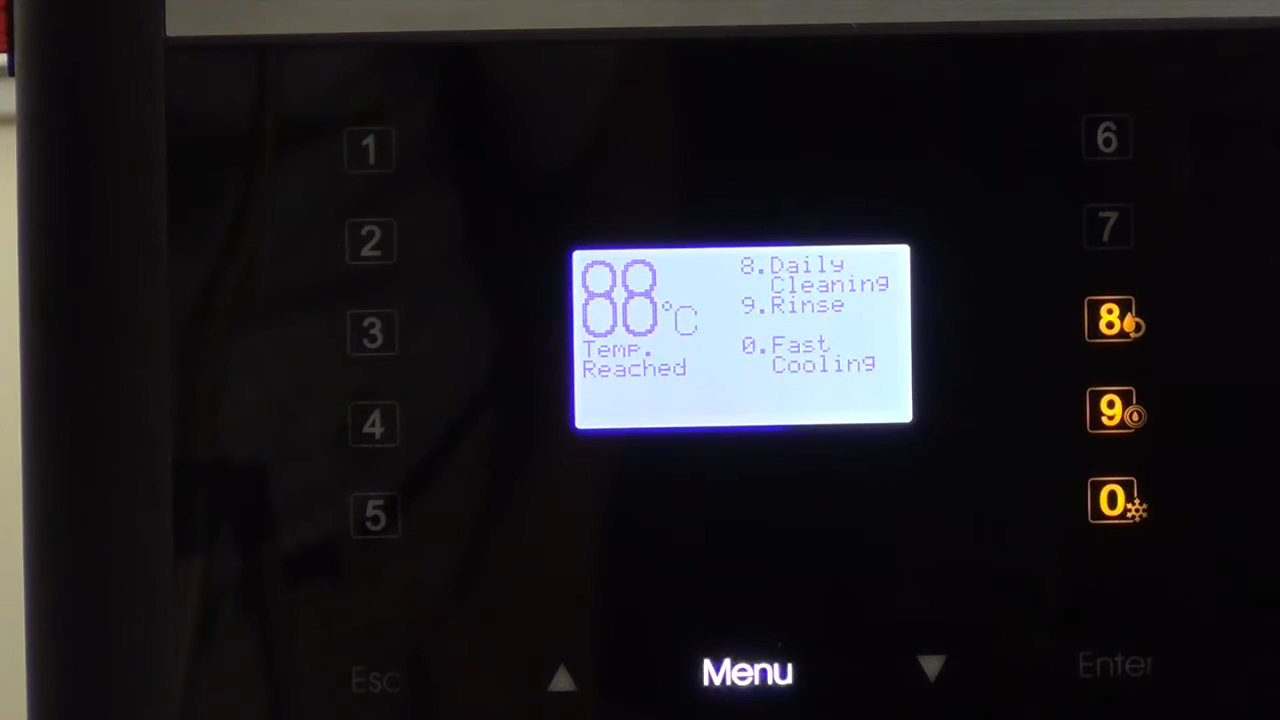 1
2
3
4
5
88°C
Temp.
Reached
8.Daily
Cleaning
9.Rinse
0.Fast
Cooling
6
7
8
9
0
Esc
Menu
Enter